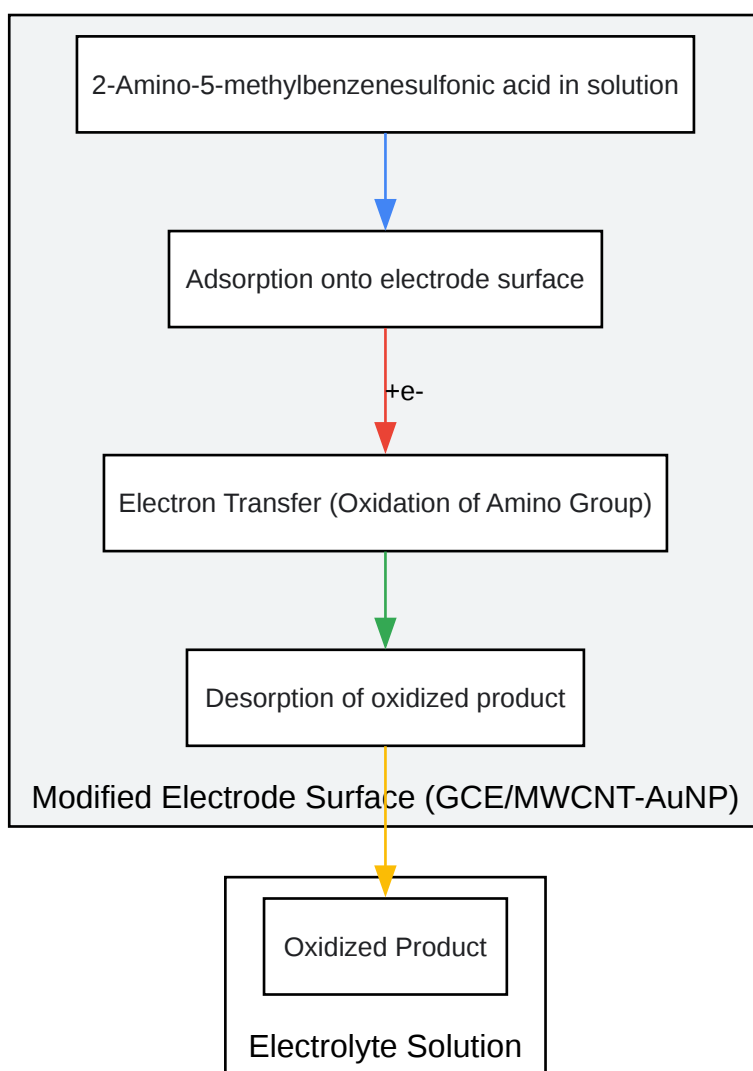 2-Amino-5-methylbenzenesulfonic acid in solution
Adsorption onto electrode surface
+e-
Electron Transfer (Oxidation of Amino Group)
Desorption of oxidized product
Modified Electrode Surface (GCE/MWCNT-AuNP)
Oxidized Product
Electrolyte Solution